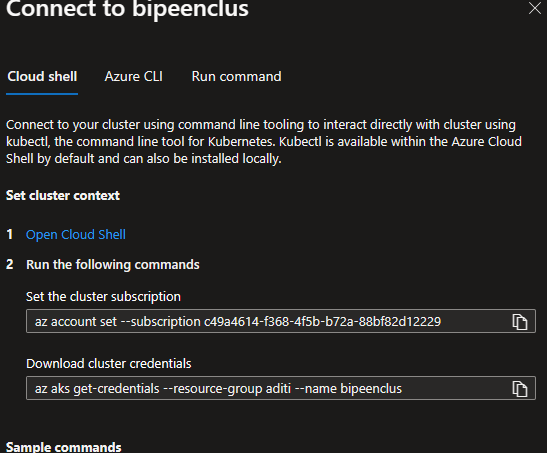 Connect to bipeenclus
Cloud shell Azure CLI Run command
Connect to your cluster using command line tooling to interact directly with cluster using
kubectl, the command line tool for Kubernetes. Kubectl is available within the Azure Cloud
Shell by default and can also be installed locally.
Set cluster context
1 Open Cloud Shell
2 Run the following commands
Set the cluster subscription
az account set --subscription c49a4614-f368-4f5b-b72a-88bf82d12229
Download cluster credentials
az aks get-credentials --resource-group aditi --name bipeenclus
Sample commands